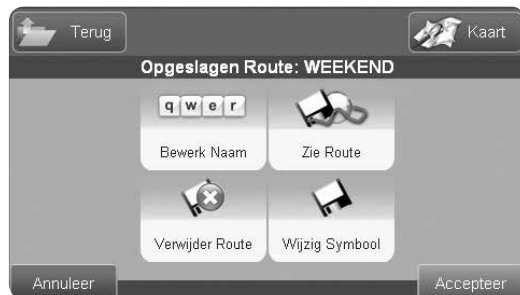 Terug Kaart
Opgeslagen Route: WEEKEND
q w e r
Bewerk Naam Zie Route
Verwijder Route Wijzig Symbool
Annuleer Accepteer